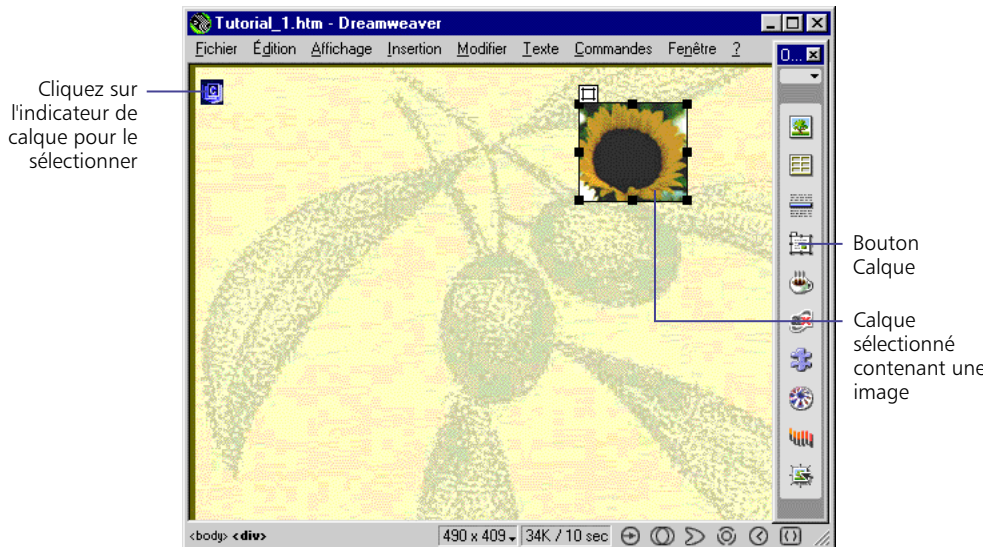 Tutorial_1.htm - Dreamweaver
Fichier Édition Affichage Insertion Modifier Texte Commandes Fenêtre ?
O...
Cliquez sur
l'indicateur de
calque pour le
sélectionner
C
Bouton
Calque
Calque
sélectionné
contenant une
image
<body> <div>
490 x 409
34K / 10 sec